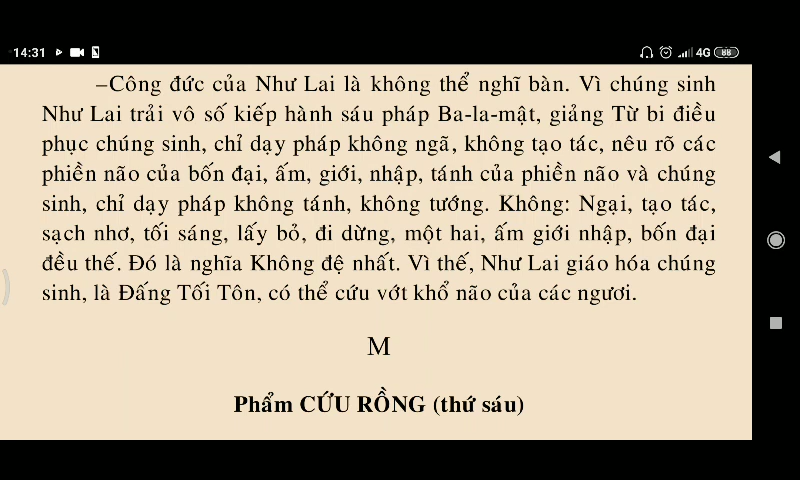 14:31
4G 88
–Công đức của Như Lai là không thể nghĩ bàn. Vì chúng sinh
Như Lai trải vô số kiếp hành sáu pháp Ba-la-mật, giảng Từ bi điều
phục chúng sinh, chỉ dạy pháp không ngã, không tạo tác, nêu rõ các
phiền não của bốn đại, ấm, giới, nhập, tánh của phiền não và chúng
sinh, chỉ dạy pháp không tánh, không tướng. Không: Ngại, tạo tác,
sạch nhơ, tối sáng, lấy bỏ, đi dừng, một hai, ấm giới nhập, bốn đại
đều thế. Đó là nghĩa Không đệ nhất. Vì thế, Như Lai giáo hóa chúng
sinh, là Đấng Tối Tôn, có thể cứu vớt khổ não của các ngươi.
M
Phẩm CỨU RỒNG (thứ sáu)